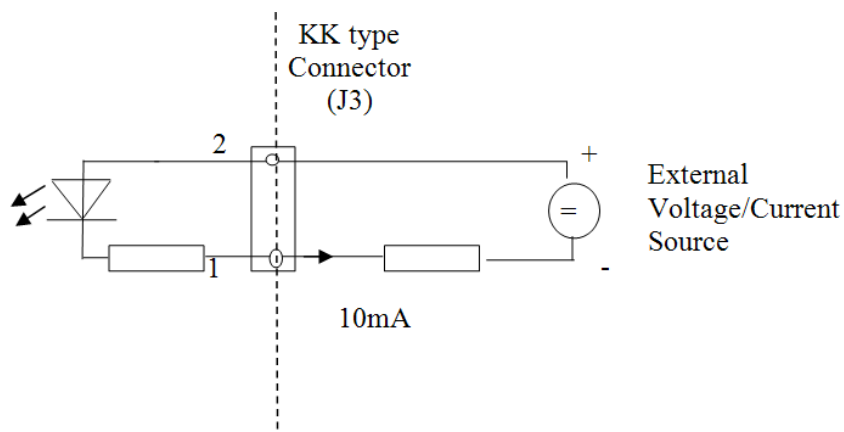 KK type
Connector
(J3)
2
+
=
External
Voltage/Current
Source
1
-
10mA